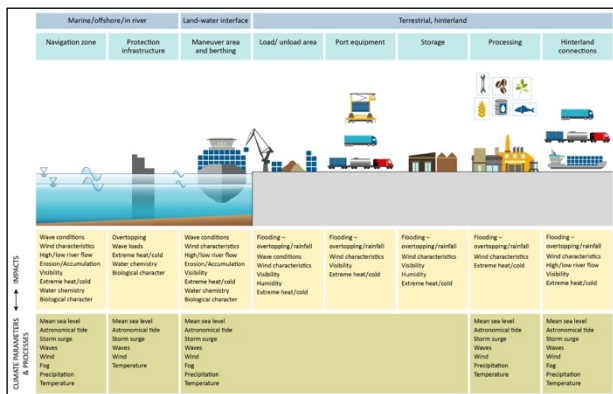 Marine/offshore/in river
Land-water interface
Terrestrial, hinterland
Navigation zone
Protection
infrastructure
Maneuver area
and berthing
Load/ unload area
Port equipment
Storage
Processing
Hinterland
connections
IMPACTS
Wave conditions
Wind characteristics
High/low river flow
Erosion/Accumulation
Visibility
Extreme heat/cold
Water chemistry
Biological character
Overtopping
Wave loads
Extreme heat/cold
Water chemistry
Biological character
Wave conditions
Wind characteristics
High/low river flow
Erosion/Accumulation
Visibility
Extreme heat/cold
Water chemistry
Biological character
Flooding –
overtopping/rainfall
Wave conditions
Wind characteristics
Visibility
Humidity
Extreme heat/cold
Flooding –
overtopping/rainfall
Wind characteristics
Visibility
Extreme heat/cold
Flooding –
overtopping/rainfall
Wind characteristics
Visibility
Humidity
Extreme heat/cold
Flooding –
overtopping/rainfall
Wind characteristics
Extreme heat/cold
Flooding –
overtopping/rainfall
Wind characteristics
High/low river flow
Visibility
Extreme heat/cold
CLIMATE PARAMETERS
& PROCESSES
Mean sea level
Astronomical tide
Storm surge
Waves
Wind
Fog
Precipitation
Temperature
Mean sea level
Astronomical tide
Storm surge
Waves
Wind
Temperature
Mean sea level
Astronomical tide
Storm surge
Waves
Wind
Fog
Precipitation
Temperature
Mean sea level
Astronomical tide
Storm surge
Waves
Wind
Precipitation
Temperature
Mean sea level
Astronomical tide
Storm surge
Waves
Wind
Fog
Precipitation
Temperature